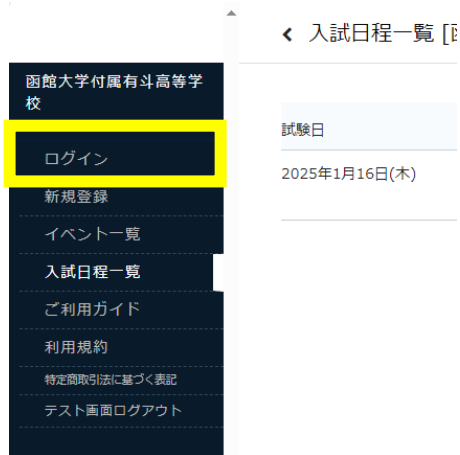 函館大学付属有斗高等学
校
ログイン
新規登録
イベント一覧
入試日程一覧
ご利用ガイド
利用規約
特定商取引法に基づく表記
テスト画面ログアウト
入試日程一覧 [
試験日
2025年1月16日(木)